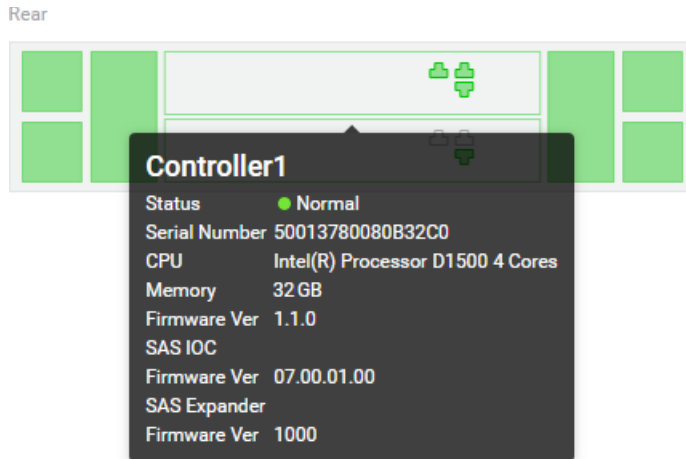 Rear
Controller1
Status Normal
Serial Number 50013780080B32C0
CPU Intel(R) Processor D1500 4 Cores
Memory 32 GB
Firmware Ver 1.1.0
SAS IOC
Firmware Ver 07.00.01.00
SAS Expander
Firmware Ver 1000